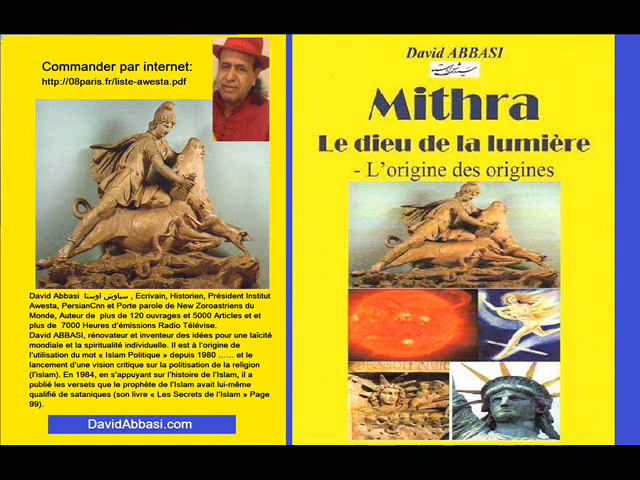 Commander par internet:
http://08paris.fr/liste-awesta.pdf
David Abbasi سیاوش اوستا , Ecrivain, Historien, Président Institut
Awesta, PersianCnn et Porte parole de New Zoroastriens du
Monde, Auteur de plus de 120 ouvrages et 5000 Articles et et
plus de 7000 Heures d'émissions Radio Télévise.
David ABBASI, rénovateur et inventeur des idées pour une laïcité
mondiale et la spiritualité individuelle. Il est à l'origine de
l'utilisation du mot « Islam Politique » depuis 1980 ...... et le
lancement d'une vision critique sur la politisation de la religion
(l'islam). En 1984, en s'appuyant sur l'histoire de l'Islam, il a
publié les versets que le prophète de l'Islam avait lui-même
qualifié de sataniques (son livre « Les Secrets de l'Islam » Page
99).
DavidAbbasi.com
David ABBASI
Mithra
Le dieu de la lumière
- L'origine des origines